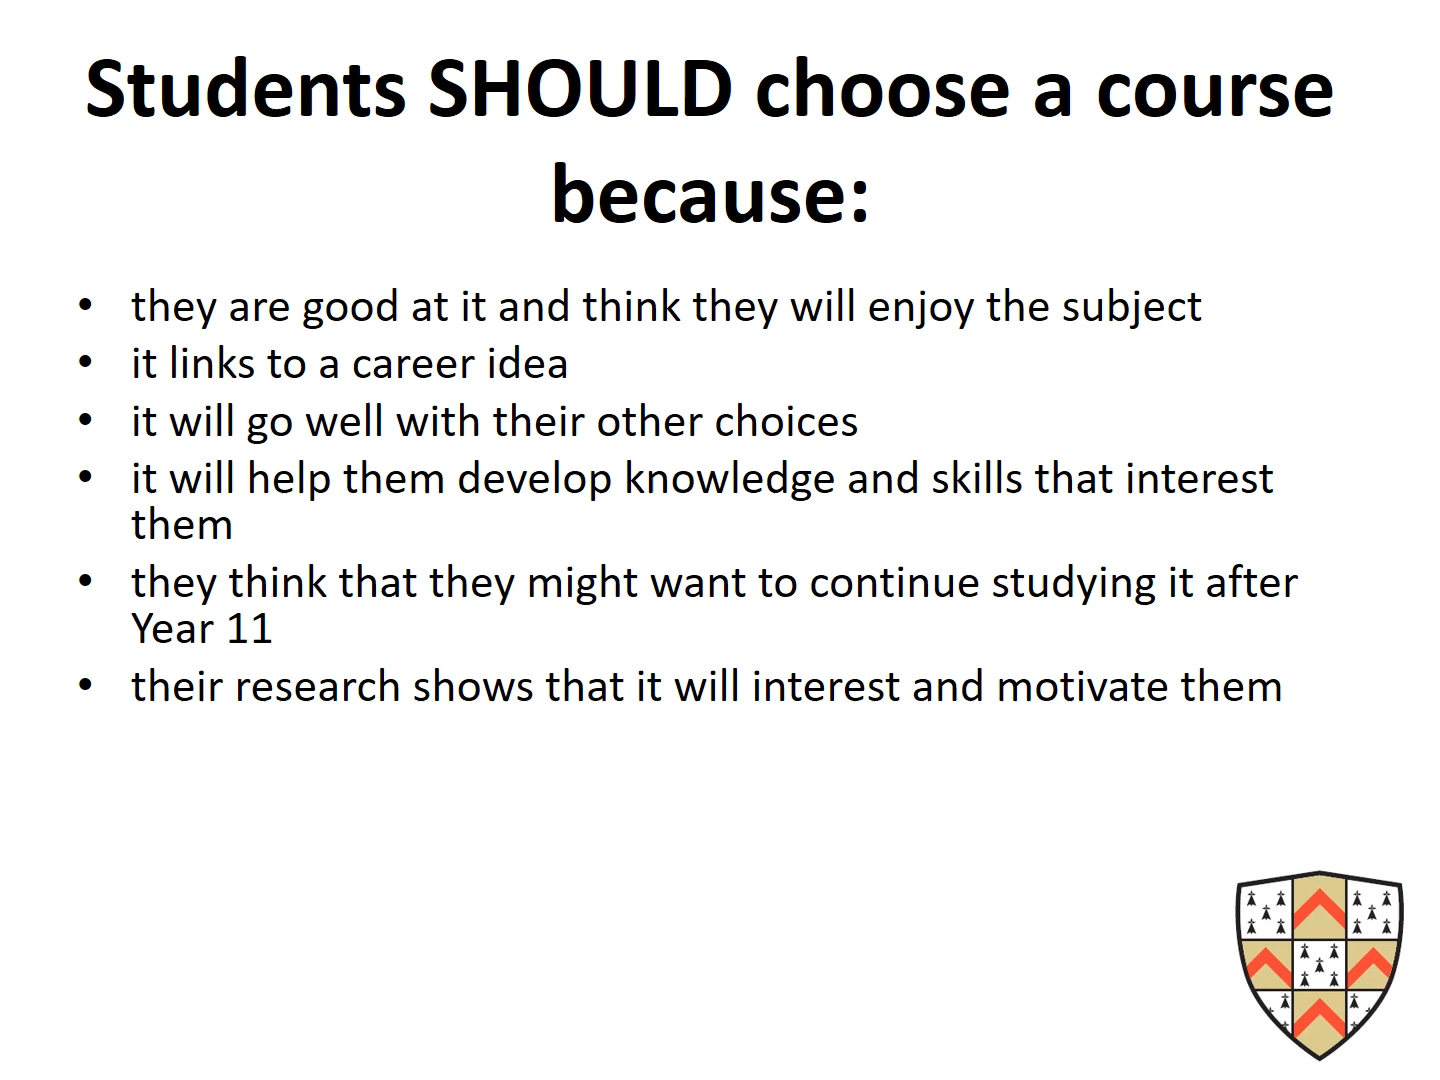 Students SHOULD choose a course
because:
• they are good at it and think they will enjoy the subject
• it links to a career idea
• it will go well with their other choices
• it will help them develop knowledge and skills that interest
them
• they think that they might want to continue studying it after
Year 11
• their research shows that it will interest and motivate them